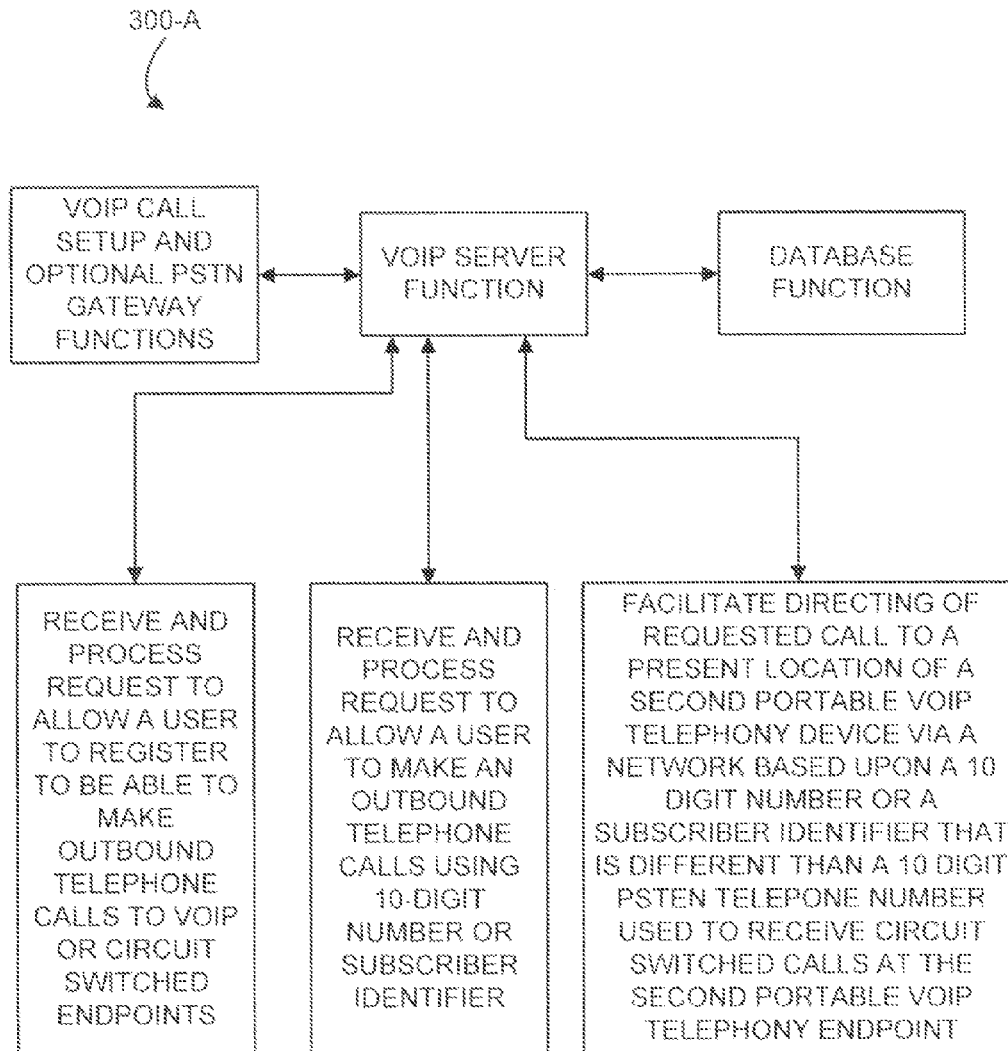 300-A
VOIP CALL
SETUP AND
OPTIONAL PSTN
GATEWAY
FUNCTIONS
VOIP SERVER
FUNCTION
DATABASE
FUNCTION
RECEIVE AND
PROCESS
REQUEST TO
ALLOW A USER
TO REGISTER
TO BE ABLE TO
MAKE
OUTBOUND
TELEPHONE
CALLS TO VOIP
OR CIRCUIT
SWITCHED
ENDPOINTS
RECEIVE AND
PROCESS
REQUEST TO
ALLOW A USER
TO MAKE AN
OUTBOUND
TELEPHONE
CALLS USING
10-DIGIT
NUMBER OR
SUBSCRIBER
IDENTIFIER
FACILITATE DIRECTING OF
REQUESTED CALL TO A
PRESENT LOCATION OF A
SECOND PORTABLE VOIP
TELEPHONY DEVICE VIA A
NETWORK BASED UPON A 10
DIGIT NUMBER OR A
SUBSCRIBER IDENTIFIER THAT
IS DIFFERENT THAN A 10 DIGIT
PSTEN TELEPONE NUMBER
USED TO RECEIVE CIRCUIT
SWITCHED CALLS AT THE
SECOND PORTABLE VOIP
TELEPHONY ENDPOINT